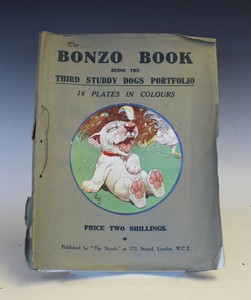 The . . . .
BONZO BOOK
BEING THE
THIRD STUDDY DOGS PORTFOLIO
16 PLATES IN COLOURS
PRICE TWO SHILLINGS.
Published by "The Sketch," at 172, Strand, London, W.C.2.